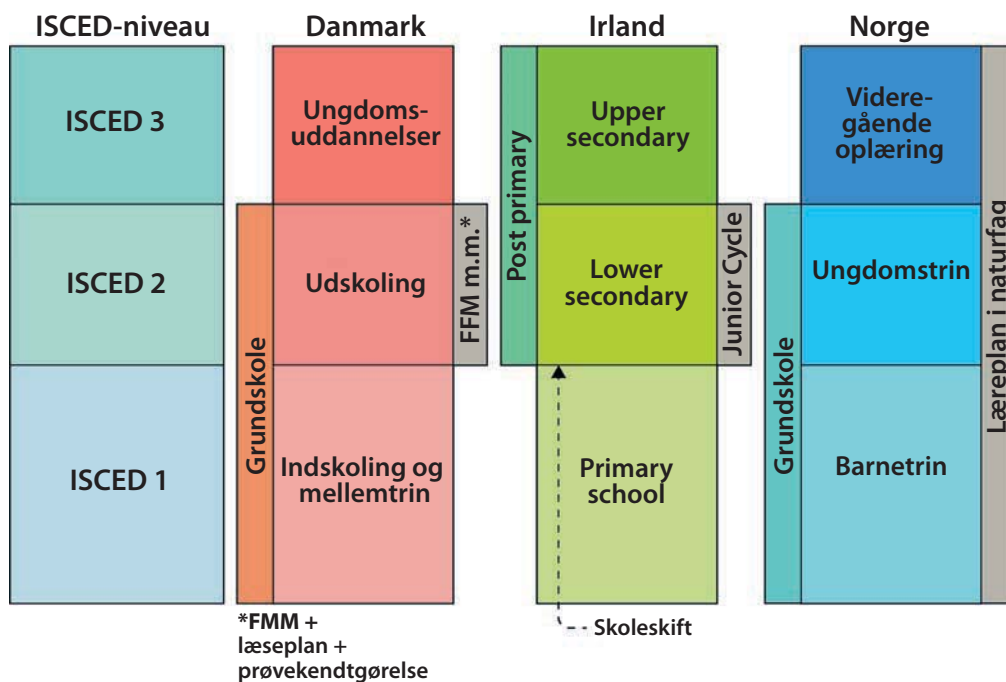 ISCED-niveau
Danmark
Irland
Norge
ISCED 3
Ungdoms-
uddannelser
Post primary
Upper
secondary
Videre-
gående
oplæring
Læreplan i naturfag
ISCED 2
Grundskole
Udskoling
FFM m.m.*
Lower
secondary
Junior Cycle
Grundskole
Ungdomstrin
ISCED 1
Indskoling og
mellemtrin
Primary
school
Barnetrin
*FMM +
læseplan +
prøvekendtgørelse
Skoleskift